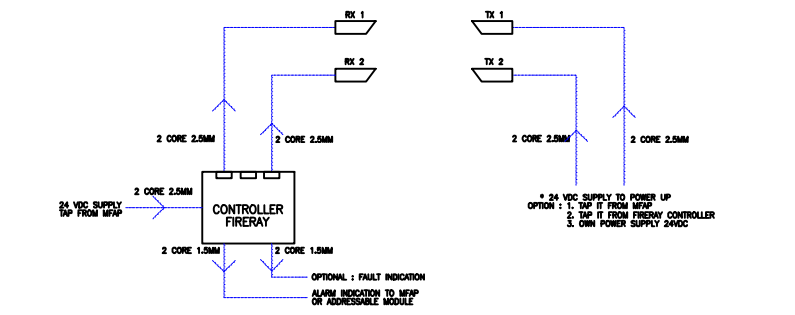 RX 1
TX 1
RX 2
TX 2
2 CORE 2.5MM
2 CORE 2.5MM
2 CORE 2.5MM
2 CORE 2.5MM
2 CORE 2.5MM
24 VDC SUPPLY
TAP FROM MFAP
CONTROLLER
FIRERAY
* 24 VDC SUPPLY TO POWER UP
OPTION : 1. TAP IT FROM MFAP
2. TAP IT FROM FIRERAY CONTROLLER
3. OWN POWER SUPPLY 24VDC
2 CORE 1.5MM
2 CORE 1.5MM
OPTIONAL : FAULT INDICATION
ALARM INDICATION TO MFAP
OR ADDRESSABLE MODULE